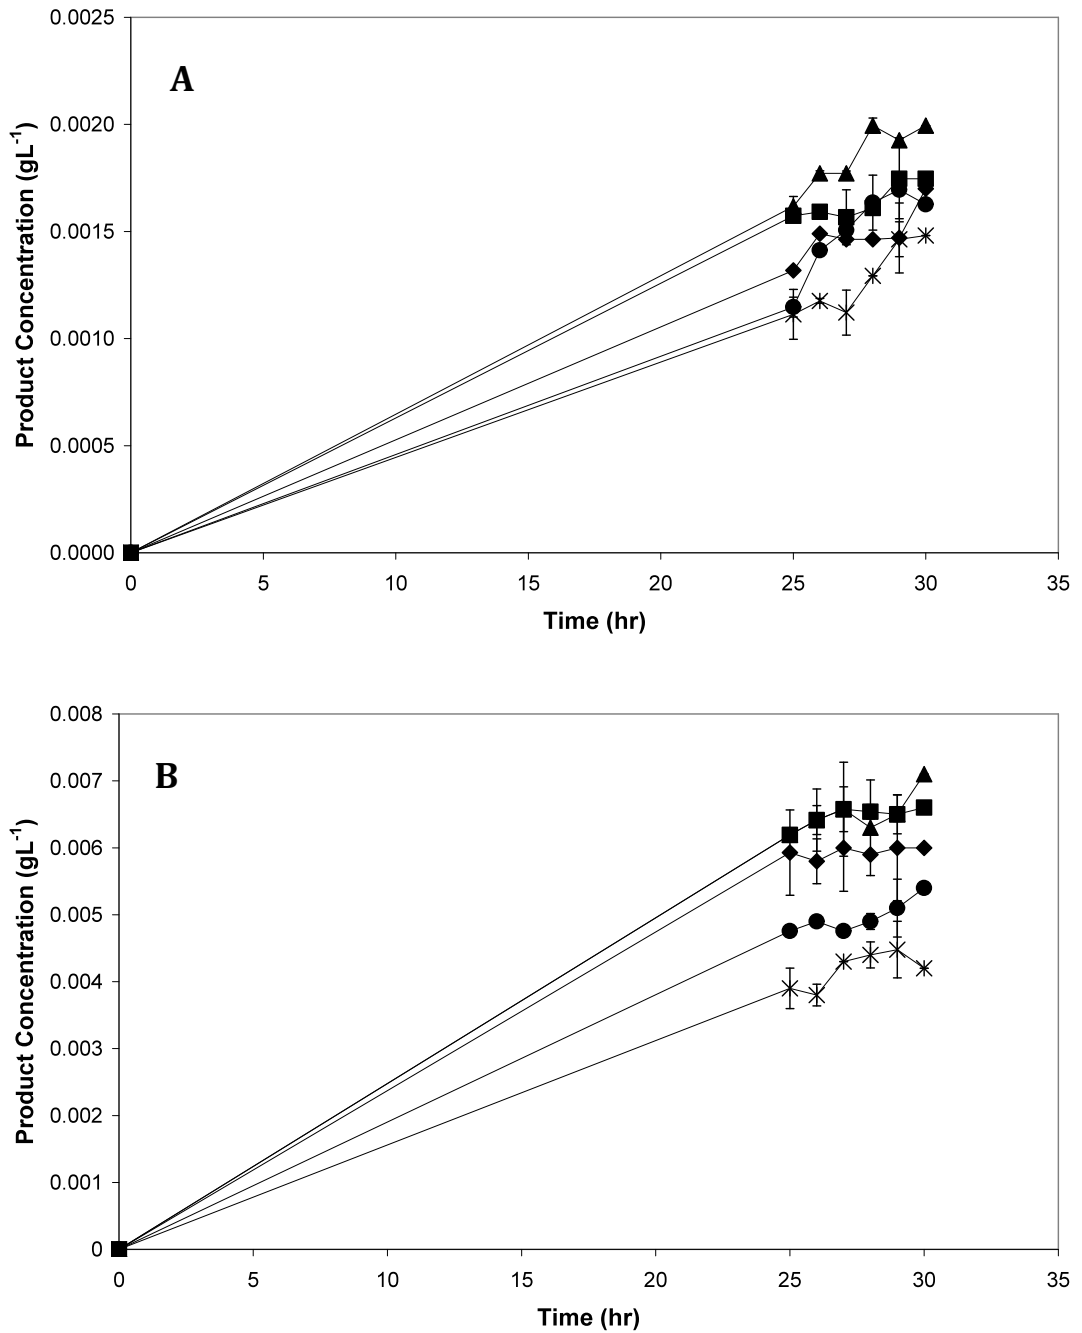 0.0025
A
0.0020
0.0015
0.0010
0.0005
0.0000
Product Concentration (gL⁻¹)
0 5 10 15 20 25 30 35
Time (hr)
0.008
B
0.007
0.006
0.005
0.004
0.003
0.002
0.001
0
Product Concentration (gL⁻¹)
0 5 10 15 20 25 30 35
Time (hr)